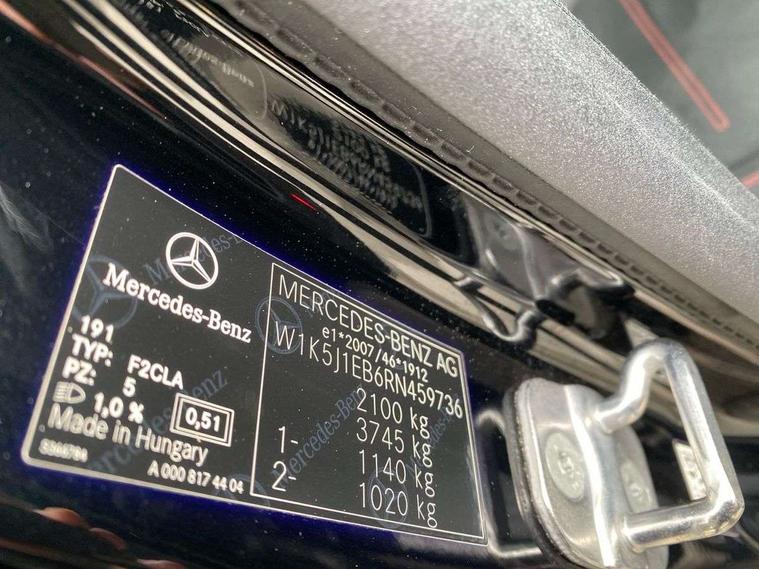 Mercedes-Benz
191
TYP: F2CLA
PZ: 5
1,0 % 0,51
Made in Hungary
A 000 817 44 04
MERCEDES-BENZ AG
e1*2007/46*1912
W1K5J1EB6RN459736
2100 kg
3745 kg
1- 1140 kg
2- 1020 kg